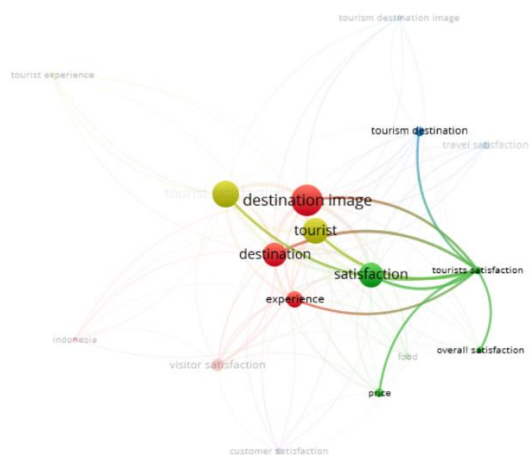 tourism destination image
tourist experience
tourism destination
travel satisfaction
destination image
tourist
destination
satisfaction
tourists satisfaction
experience
indonesia
overall satisfaction
food
visitor satisfaction
price
customer satisfaction